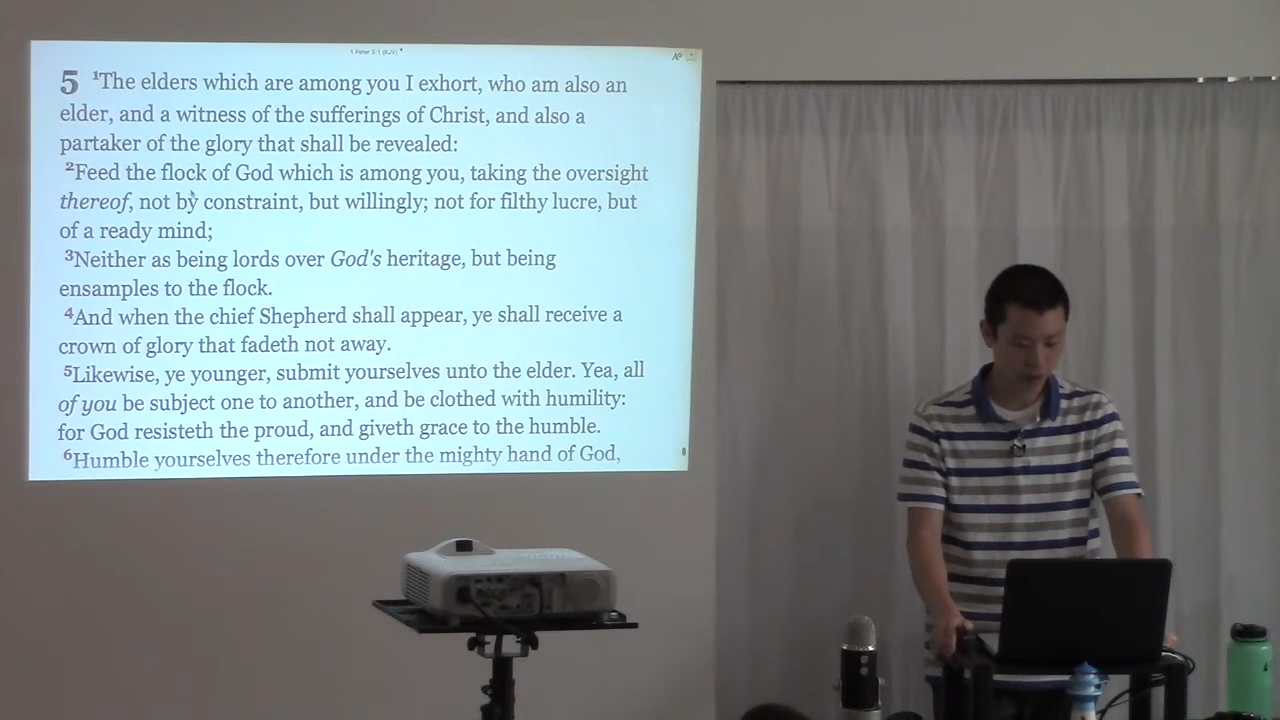 1 Peter 5:1 (KJV)
5 1The elders which are among you I exhort, who am also an
elder, and a witness of the sufferings of Christ, and also a
partaker of the glory that shall be revealed:
2Feed the flock of God which is among you, taking the oversight
thereof, not by constraint, but willingly; not for filthy lucre, but
of a ready mind;
3Neither as being lords over God's heritage, but being
ensamples to the flock.
4And when the chief Shepherd shall appear, ye shall receive a
crown of glory that fadeth not away.
5Likewise, ye younger, submit yourselves unto the elder. Yea, all
of you be subject one to another, and be clothed with humility:
for God resisteth the proud, and giveth grace to the humble.
6Humble yourselves therefore under the mighty hand of God,